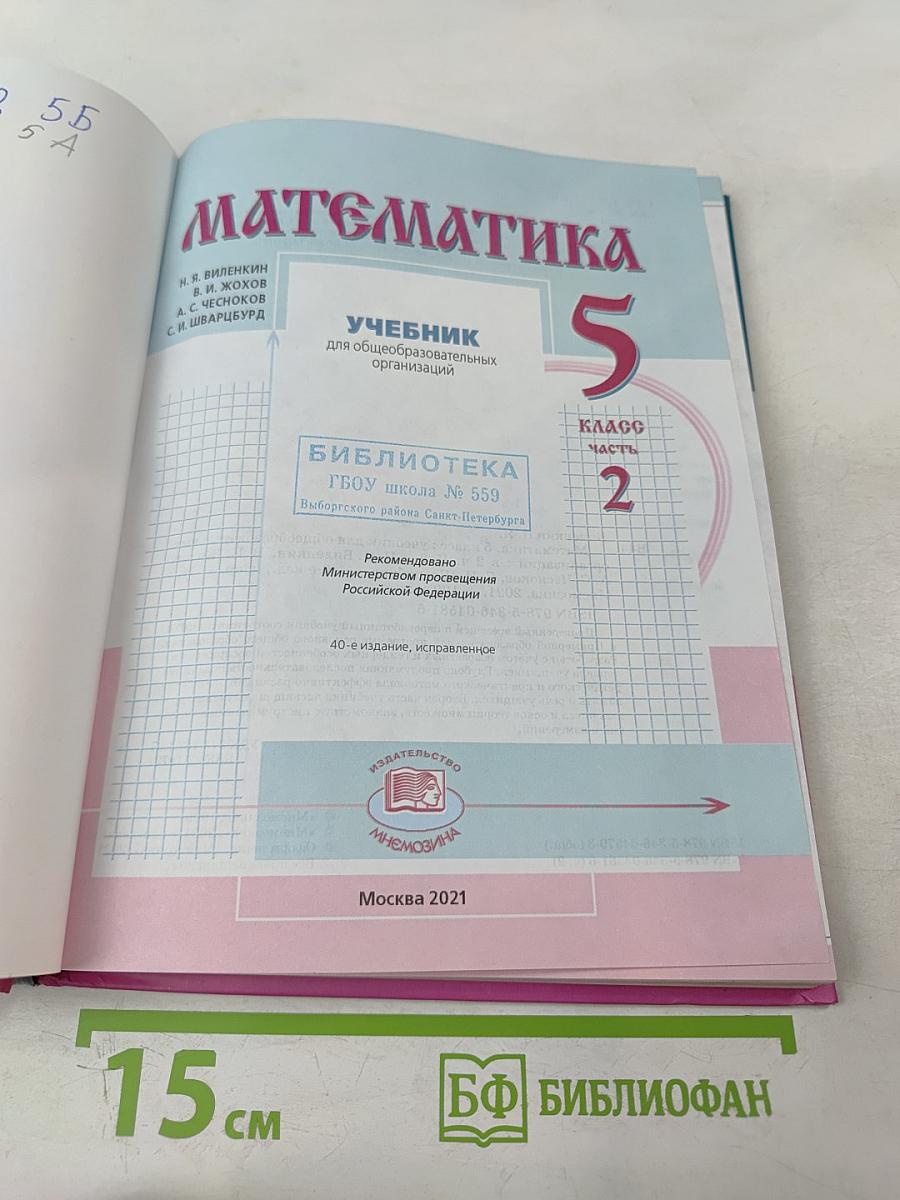 5Б
5 А
МАТЕМАТИКА
Н. Я. ВИЛЕНКИН
В. И. ЖОХОВ
А. С. ЧЕСНОКОВ
С. И. ШВАРЦБУРД
УЧЕБНИК
для общеобразовательных
организаций
5
КЛАСС
ЧАСТЬ
2
БИБЛИОТЕКА
ГБОУ школа № 559
Выборгского района Санкт-Петербурга
Рекомендовано
Министерством просвещения
Российской Федерации
40-е издание, исправленное
ИЗДАТЕЛЬСТВО
МНЕМОЗИНА
Москва 2021
15 см
БФ БИБЛИОФАН